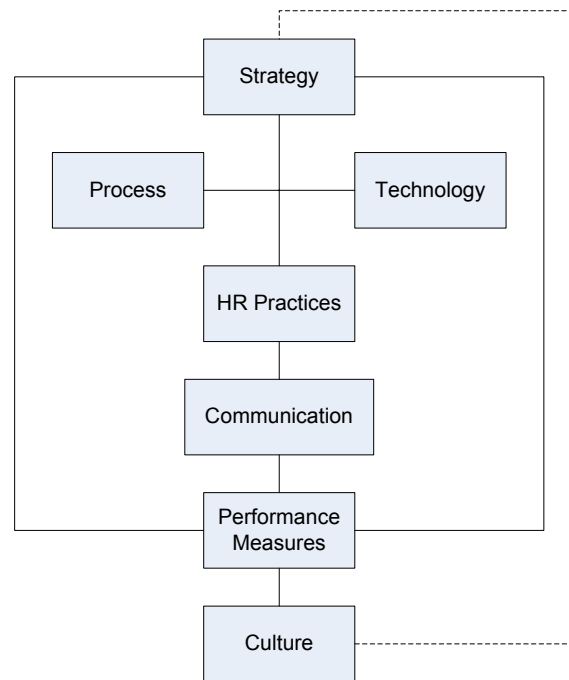 Strategy
Process
Technology
HR Practices
Communication
Performance
Measures
Culture